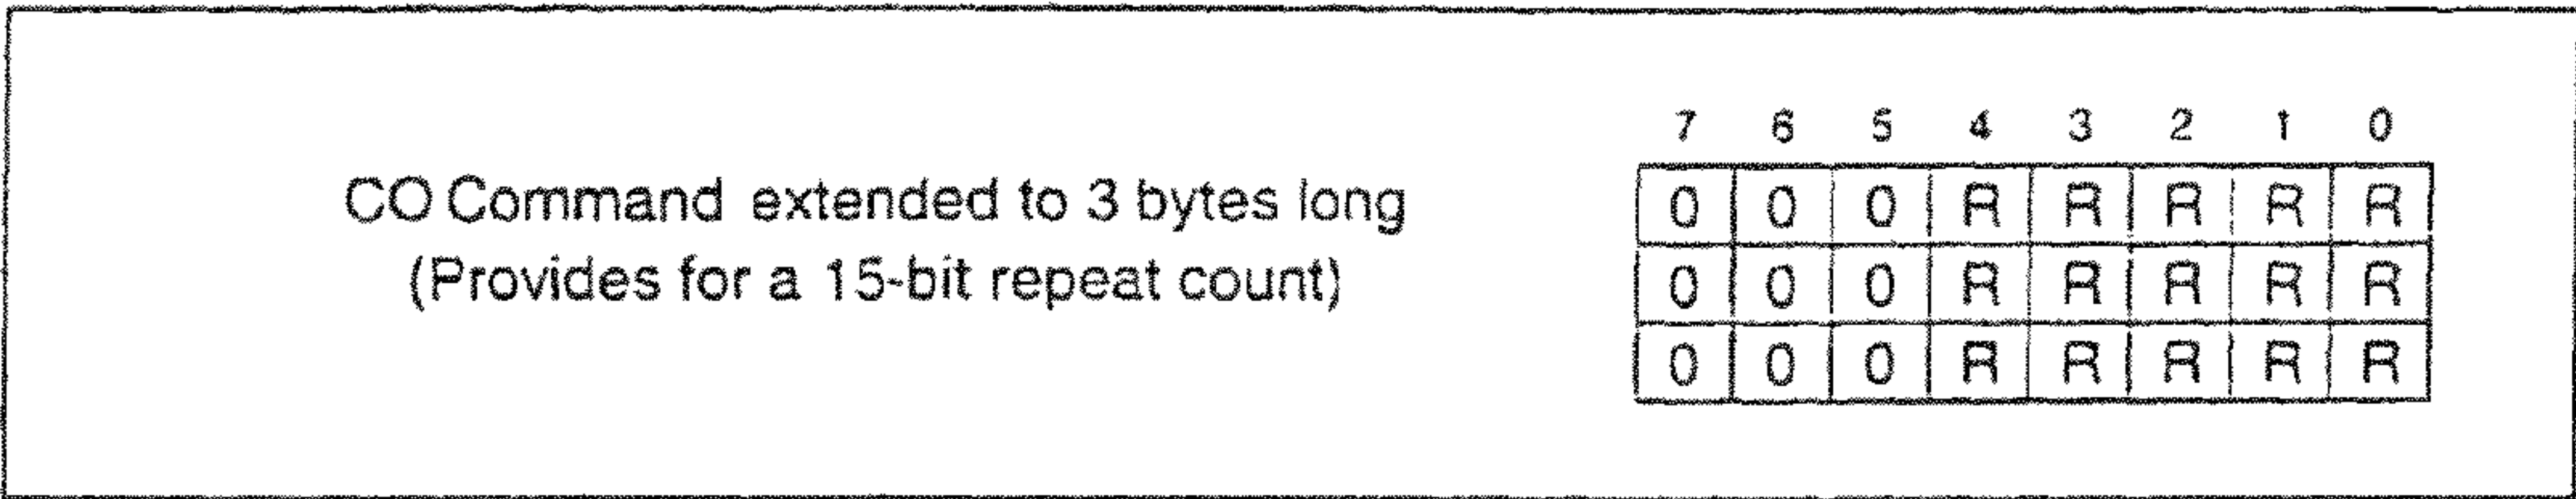 CO Command extended to 3 bytes long
(Provides for a 15-bit repeat count)
7 6 5 4 3 2 1 0
0 0 0 R R R R R
0 0 0 R R R R R
0 0 0 R R R R R